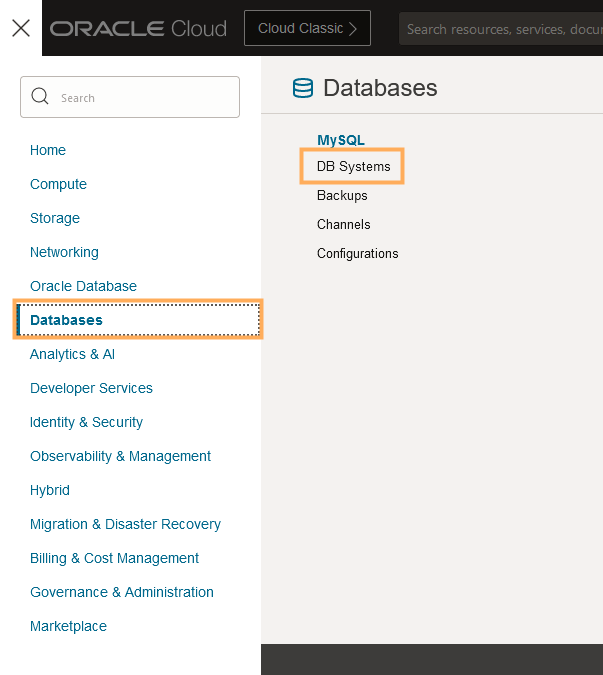 ORACLE Cloud
Cloud Classic
Search resources, services, docu
Search
Home
Compute
Storage
Networking
Oracle Database
Databases
Analytics & AI
Developer Services
Identity & Security
Observability & Management
Hybrid
Migration & Disaster Recovery
Billing & Cost Management
Governance & Administration
Marketplace
Databases
MySQL
DB Systems
Backups
Channels
Configurations